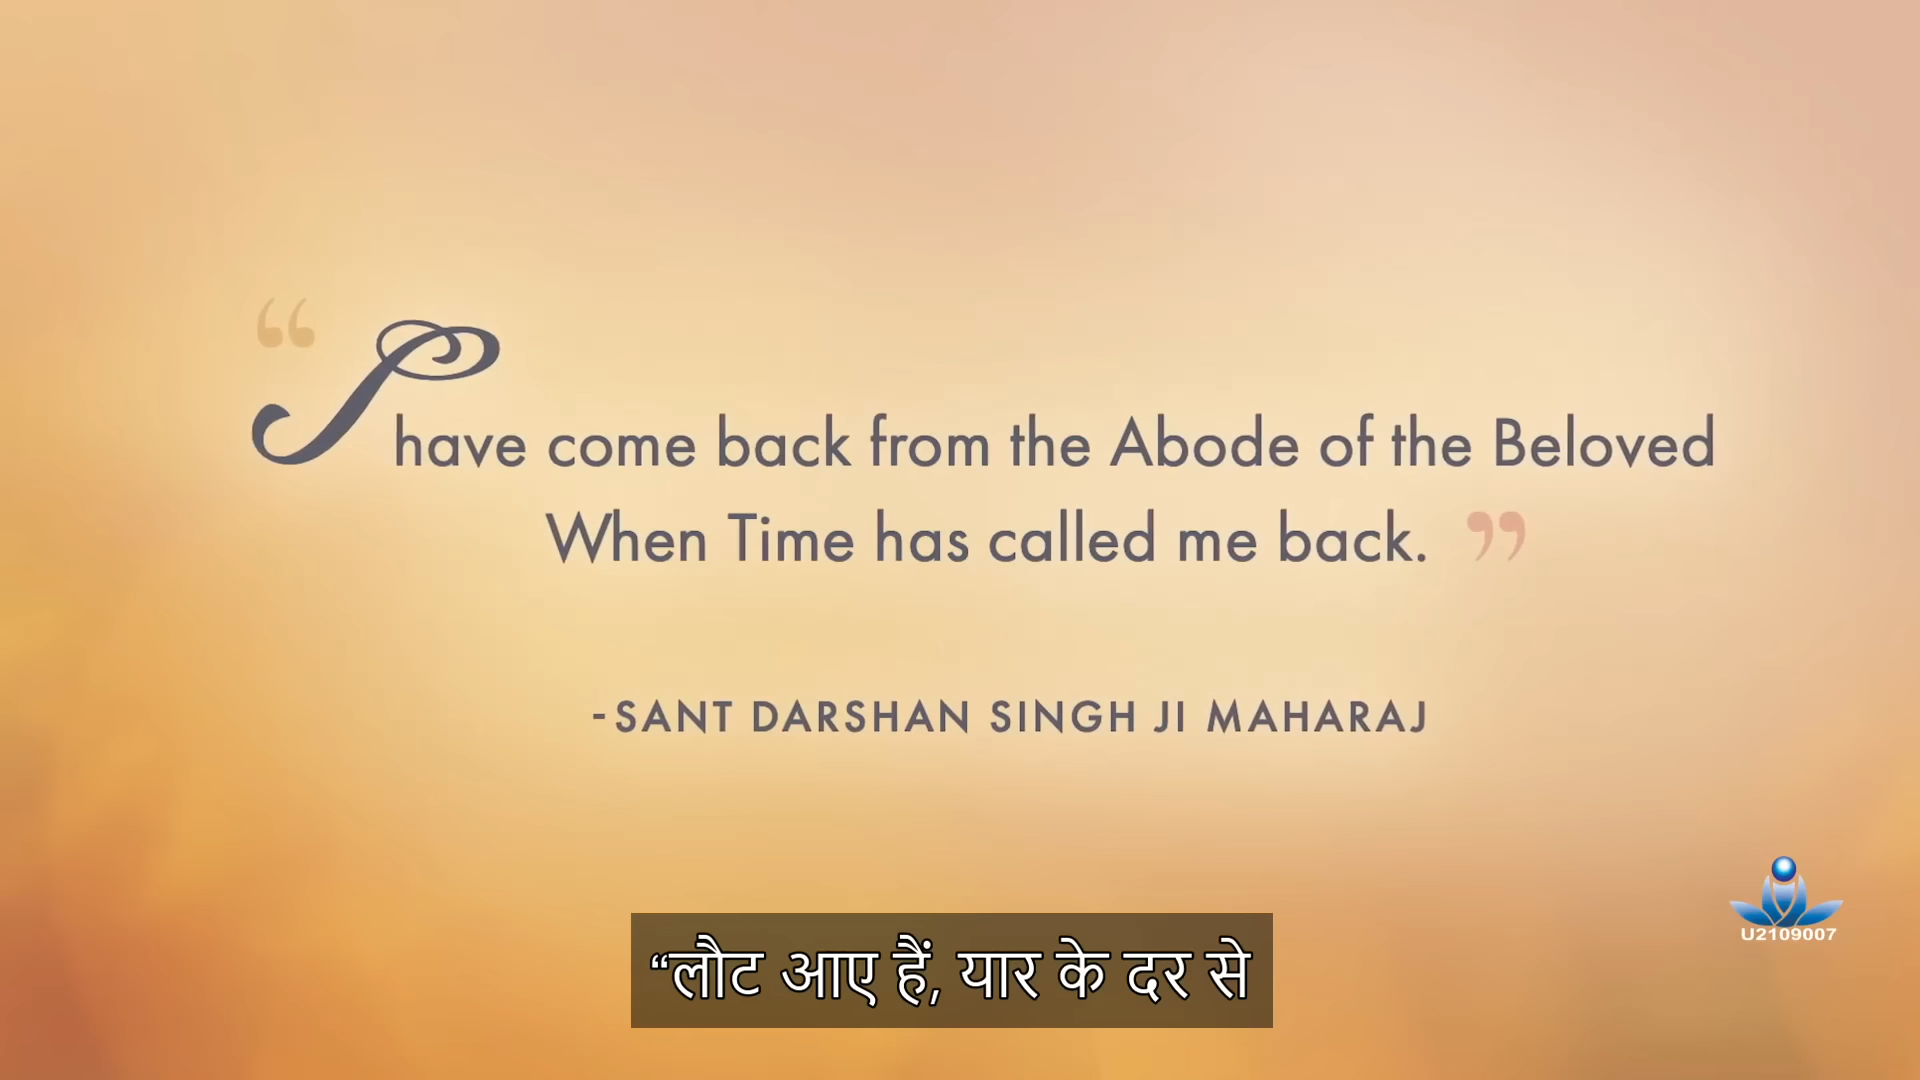 “I have come back from the Abode of the Beloved
When Time has called me back.”
-SANT DARSHAN SINGH JI MAHARAJ
U2109007
“लौट आए हैं, यार के दर से